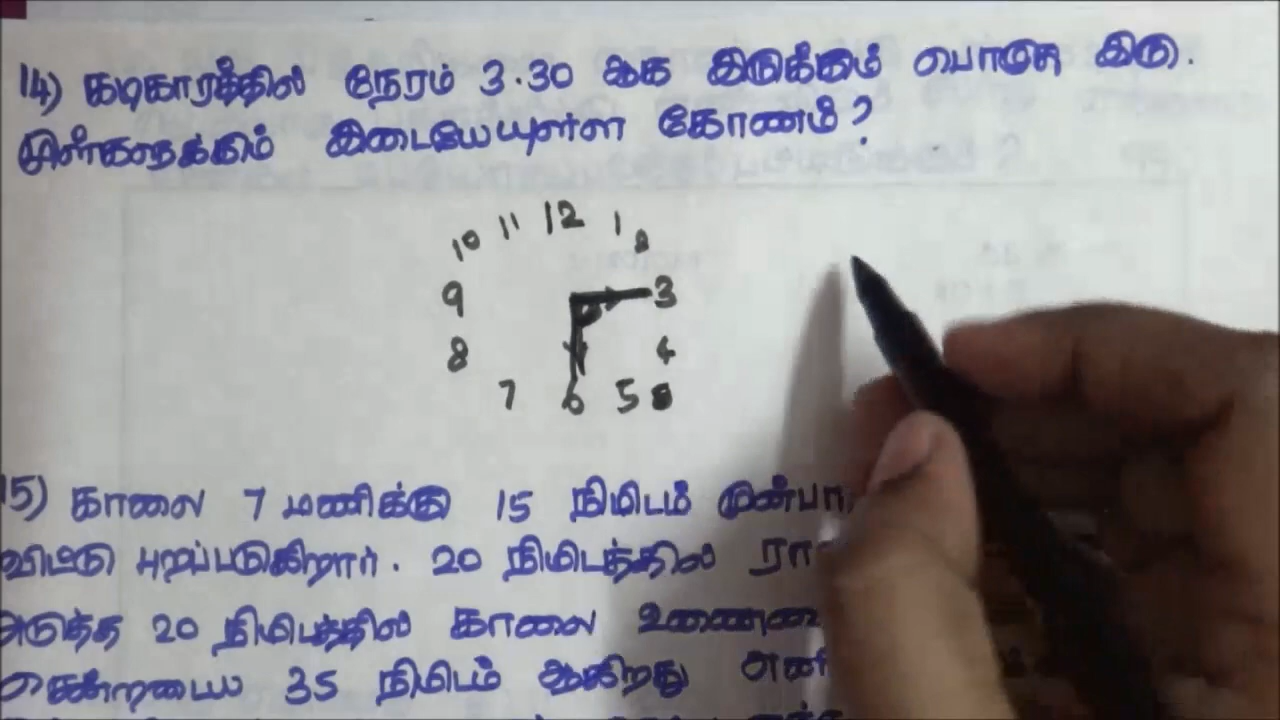 14) கடிகாரத்தில் நேரம் 3.30 ஆக இருக்கும் பொழுது இரு.
முள்களுக்கும் இடையேயுள்ள கோணம்?
11 12 1
10 2
9 3
8 4
7 6 5
15) காலை 7 மணிக்கு 15 நிமிடம் முன்பா
விட்டு புறப்படுகிறார். 20 நிமிடத்தில்
அடுத்த 20 நிமிடத்தில் காலை
35 நிமிடம் ஆகிறது